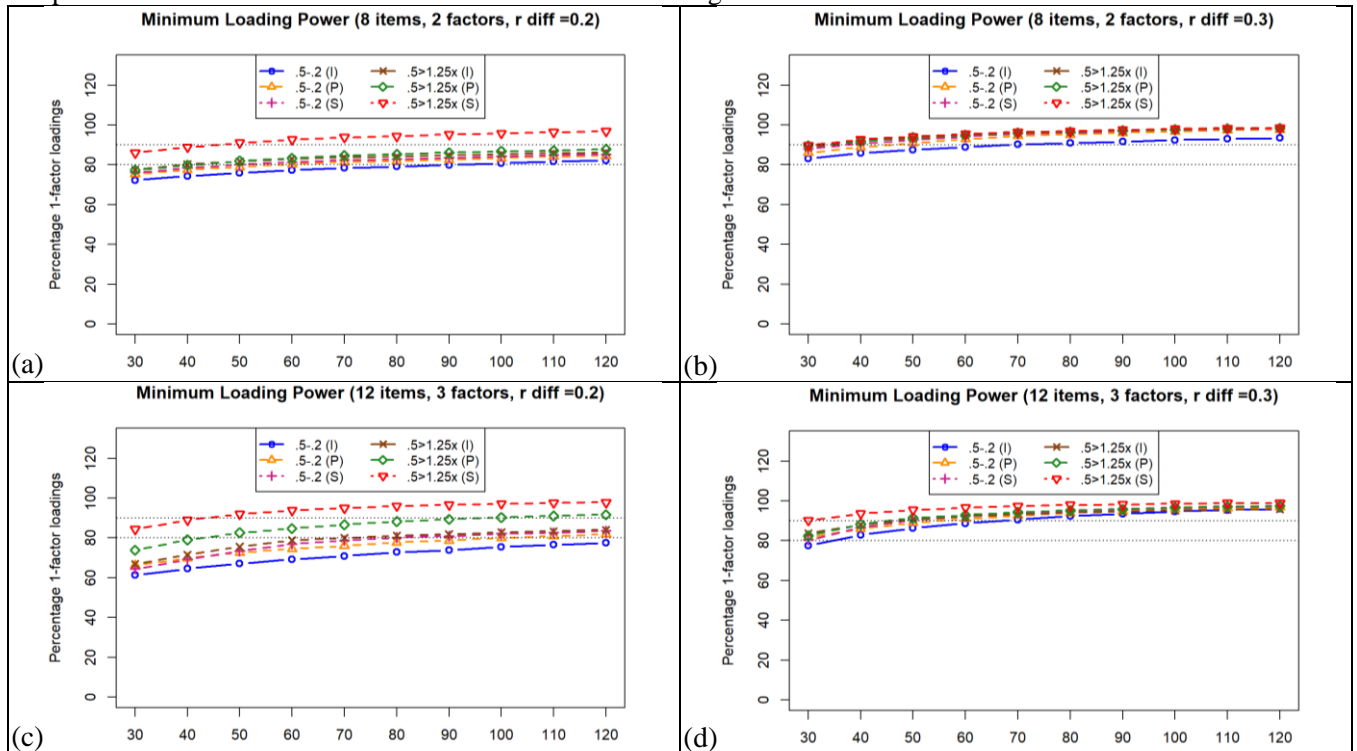 Minimum Loading Power (8 items, 2 factors, r diff =0.2)
.5-.2 (I) .5>1.25x (I)
.5-.2 (P) .5>1.25x (P)
.5-.2 (S) .5>1.25x (S)
Percentage 1-factor loadings
120
100
80
60
40
20
0
30 40 50 60 70 80 90 100 110 120
(a)
Minimum Loading Power (8 items, 2 factors, r diff =0.3)
.5-.2 (I) .5>1.25x (I)
.5-.2 (P) .5>1.25x (P)
.5-.2 (S) .5>1.25x (S)
Percentage 1-factor loadings
120
100
80
60
40
20
0
30 40 50 60 70 80 90 100 110 120
(b)
Minimum Loading Power (12 items, 3 factors, r diff =0.2)
.5-.2 (I) .5>1.25x (I)
.5-.2 (P) .5>1.25x (P)
.5-.2 (S) .5>1.25x (S)
Percentage 1-factor loadings
120
100
80
60
40
20
0
30 40 50 60 70 80 90 100 110 120
(c)
Minimum Loading Power (12 items, 3 factors, r diff =0.3)
.5-.2 (I) .5>1.25x (I)
.5-.2 (P) .5>1.25x (P)
.5-.2 (S) .5>1.25x (S)
Percentage 1-factor loadings
120
100
80
60
40
20
0
30 40 50 60 70 80 90 100 110 120
(d)